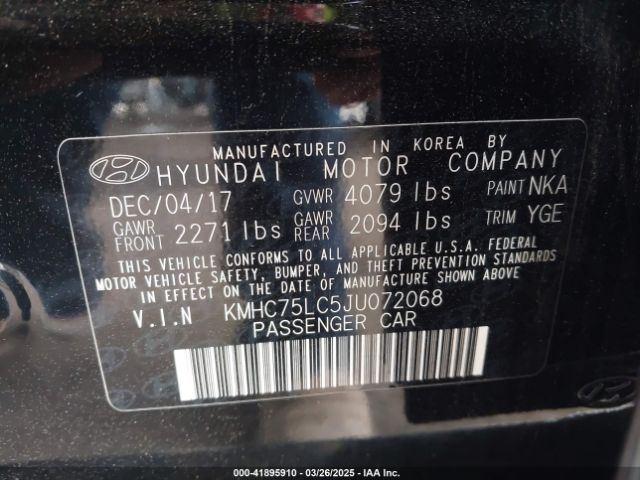 MANUFACTURED IN KOREA BY
HYUNDAI MOTOR COMPANY
DEC/04/17 GVWR 4079 lbs PAINT NKA
GAWR FRONT 2271 lbs GAWR REAR 2094 lbs TRIM YGE
THIS VEHICLE CONFORMS TO ALL APPLICABLE U.S.A. FEDERAL
MOTOR VEHICLE SAFETY, BUMPER, AND THEFT PREVENTION STANDARDS
IN EFFECT ON THE DATE OF MANUFACTURE SHOWN ABOVE
V.I.N KMHC75LC5JU072068
PASSENGER CAR
000-41895910 | 03/26/2025 | IAA Inc.